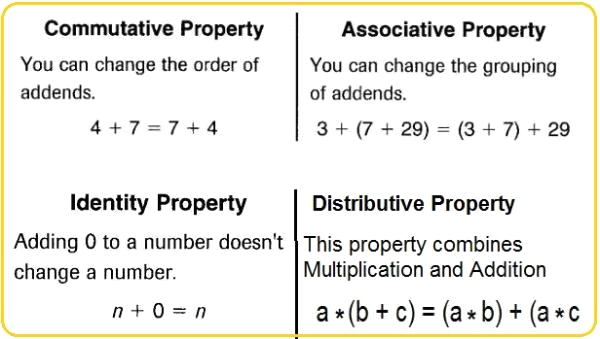 Commutative Property
You can change the order of
addends.
4 + 7 = 7 + 4
Associative Property
You can change the grouping
of addends.
3 + (7 + 29) = (3 + 7) + 29
Identity Property
Adding 0 to a number doesn't
change a number.
n + 0 = n
Distributive Property
This property combines
Multiplication and Addition
a*(b + c) = (a*b) + (a*c